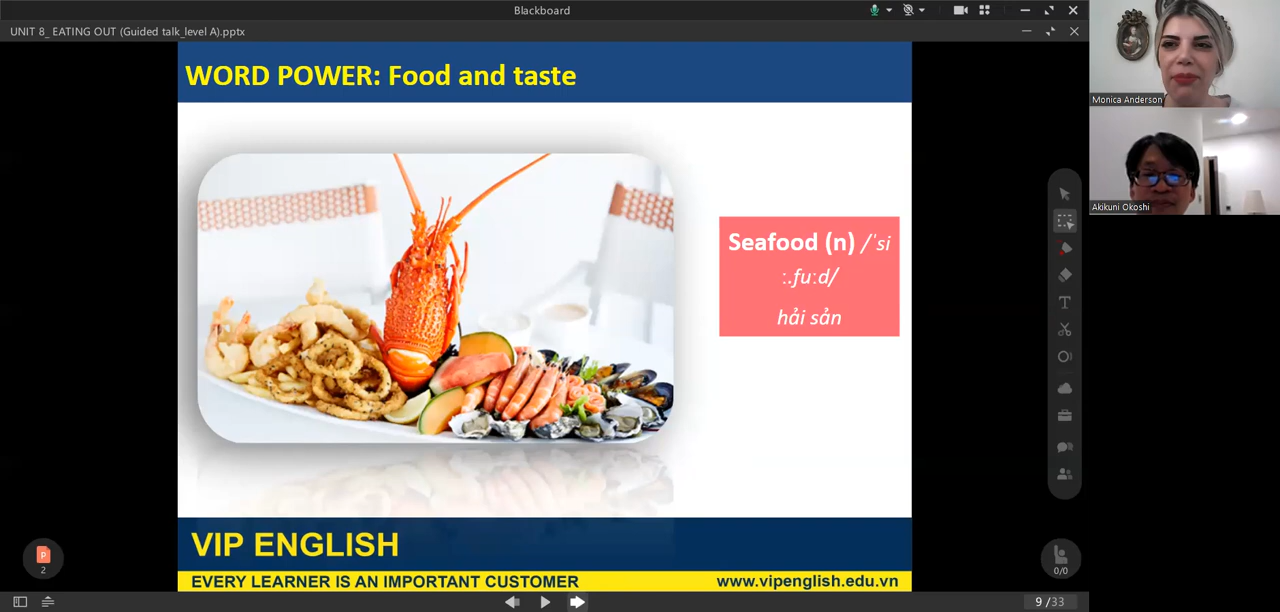 Blackboard
UNIT 8_ EATING OUT (Guided talk_level A).pptx
WORD POWER: Food and taste
Seafood (n) /ˈsi
ː.fuːd/
hải sản
VIP ENGLISH
EVERY LEARNER IS AN IMPORTANT CUSTOMER
www.vipenglish.edu.vn
Monica Anderson
Akikuni Okoshi
P
2
T
0/0
9 /33